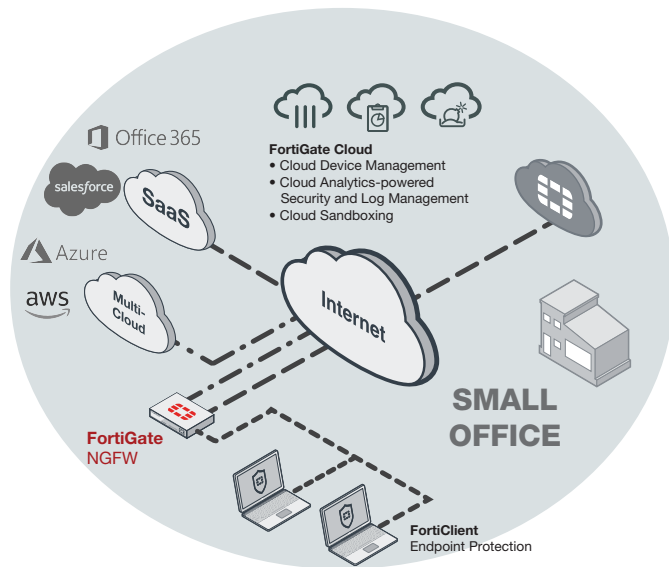 Office 365
salesforce
SaaS
Azure
aws
Multi-
Cloud
FortiGate Cloud
• Cloud Device Management
• Cloud Analytics-powered
Security and Log Management
• Cloud Sandboxing
Internet
SMALL
OFFICE
FortiGate
NGFW
FortiClient
Endpoint Protection